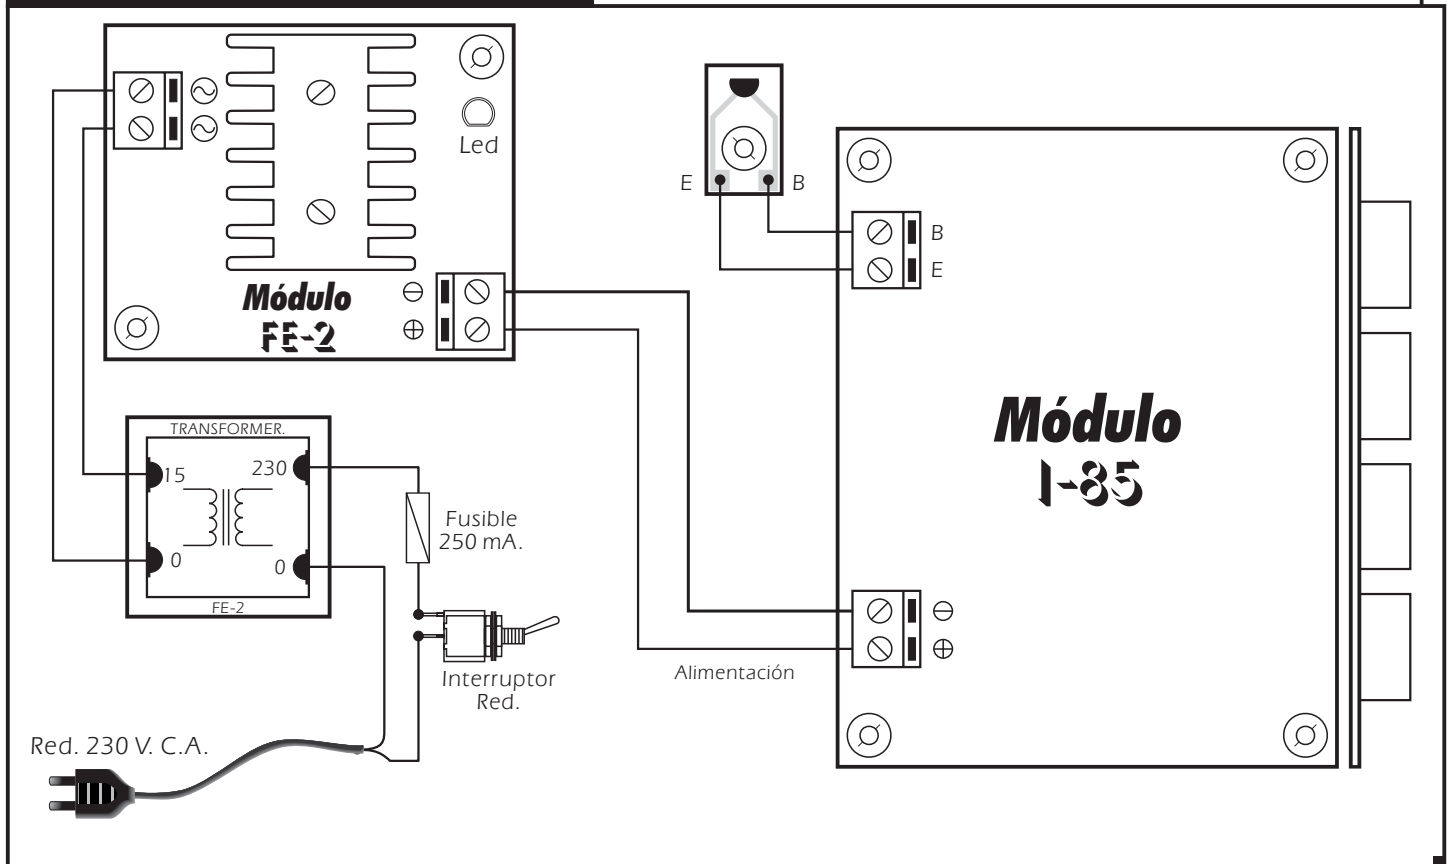 Led
E
B
B
E
Módulo
FE-2
TRANSFORMER.
15
230
0
0
FE-2
Fusible
250 mA.
Módulo
I-85
Interruptor
Red.
Alimentación
Red. 230 V. C.A.